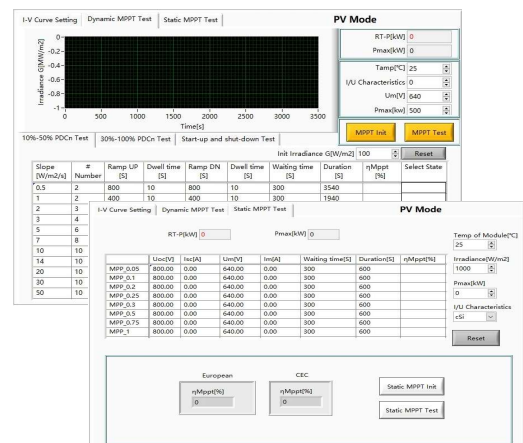 I-V Curve Setting Dynamic MPPT Test Static MPPT Test PV Mode
RT-P[kW] 0
Pmax[kW] 0
Tamp[℃] 25
I/U Characteristics 0
Um[V] 640
Pmax[kw] 500
MPPT Init MPPT Test
Irradiance G[MN/m2]
0-
-0.2-
-0.4-
-0.6-
-0.8-
-1-
0 500 1000 1500 2000 2500 3000 3500
Time[s]
10%-50% PDCn Test 30%-100% PDCn Test Start-up and shut-down Test
Init Irradiance G[W/m2] 100 Reset
Slope [W/m2/s] # Number Ramp UP [S] Dwell time [S] Ramp DN [S] Dwell time [S] Waiting time [S] Duration [S] ηMppt [%] Select State
0.5 2 800 10 800 10 300 3540
1 2 400 10 400 10 300 1940
2 3
3 4
5 6
7 8
10 10
14 10
20 10
30 10
50 10
I-V Curve Setting Dynamic MPPT Test Static MPPT Test PV Mode
RT-P[kW] 0 Pmax[kW] 0
Temp of Module[℃]
25
Irradiance[W/m2]
1000
Pmax[kW]
0
I/U Characteristics
cSi
Reset
Uoc[V] Isc[A] Um[V] Im[A] Waiting time[S] Duration[S] ηMppt[%]
MPP_0.05 800.00 0.00 640.00 0.00 300 600
MPP_0.1 800.00 0.00 640.00 0.00 300 600
MPP_0.2 800.00 0.00 640.00 0.00 300 600
MPP_0.25 800.00 0.00 640.00 0.00 300 600
MPP_0.3 800.00 0.00 640.00 0.00 300 600
MPP_0.5 800.00 0.00 640.00 0.00 300 600
MPP_0.75 800.00 0.00 640.00 0.00 300 600
MPP_1 800.00 0.00 640.00 0.00 300 600
European CEC
ηMppt[%] ηMppt[%]
0 0
Static MPPT Init
Static MPPT Test